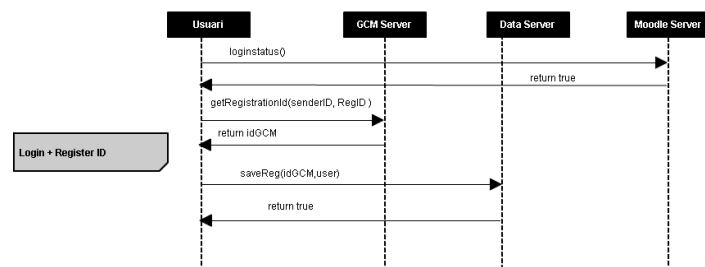 Usuari
GCM Server
Data Server
Moodle Server
loginstatus()
return true
getRegistrationId(senderID, RegID )
return idGCM
Login + Register ID
saveReg(idGCM,user)
return true